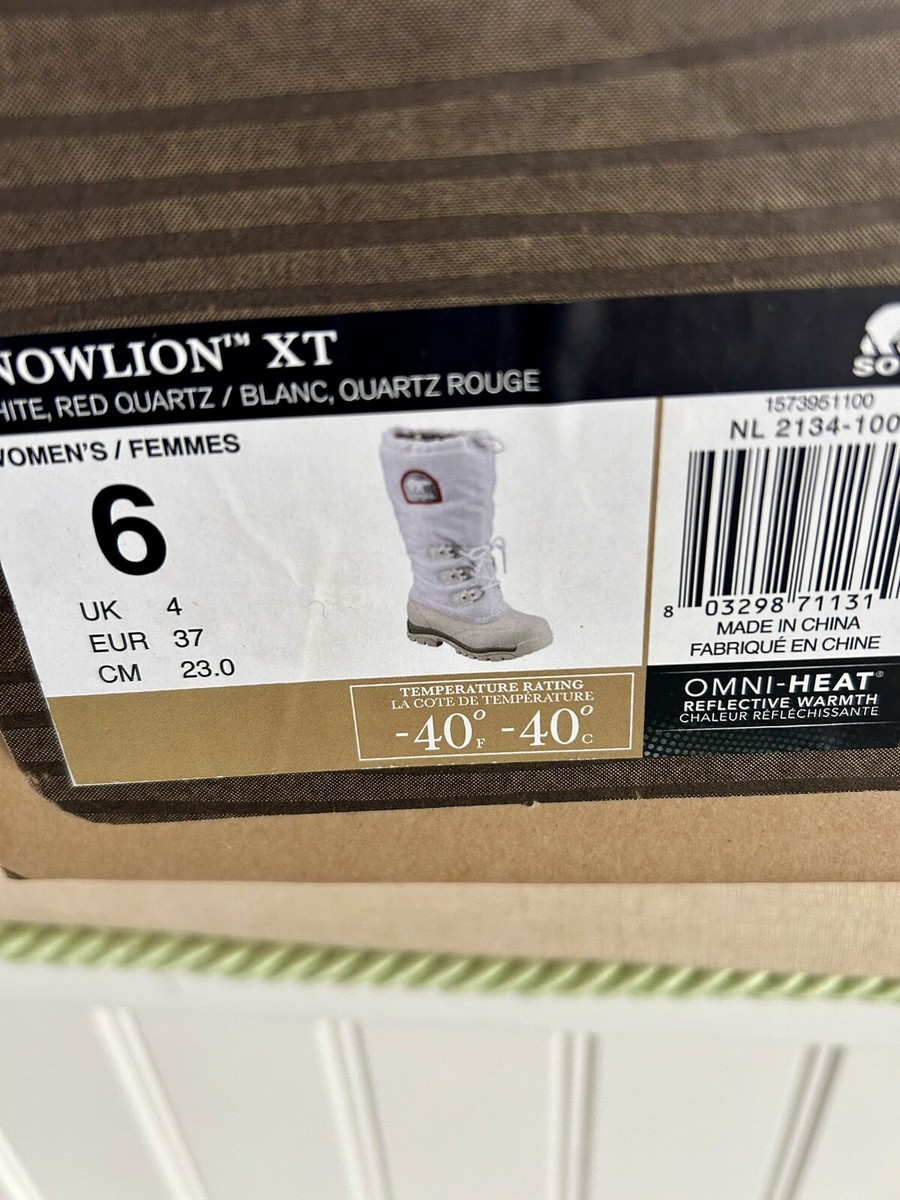 NOWLION™ XT
HITE, RED QUARTZ / BLANC, QUARTZ ROUGE
SO
WOMEN'S / FEMMES
6
UK 4
EUR 37
CM 23.0
TEMPERATURE RATING
LA COTE DE TEMPÉRATURE
-40°F -40°C
1573951100
NL 2134-100
8 03298 71131
MADE IN CHINA
FABRIQUÉ EN CHINE
OMNI-HEAT®
REFLECTIVE WARMTH
CHALEUR RÉFLÉCHISSANTE